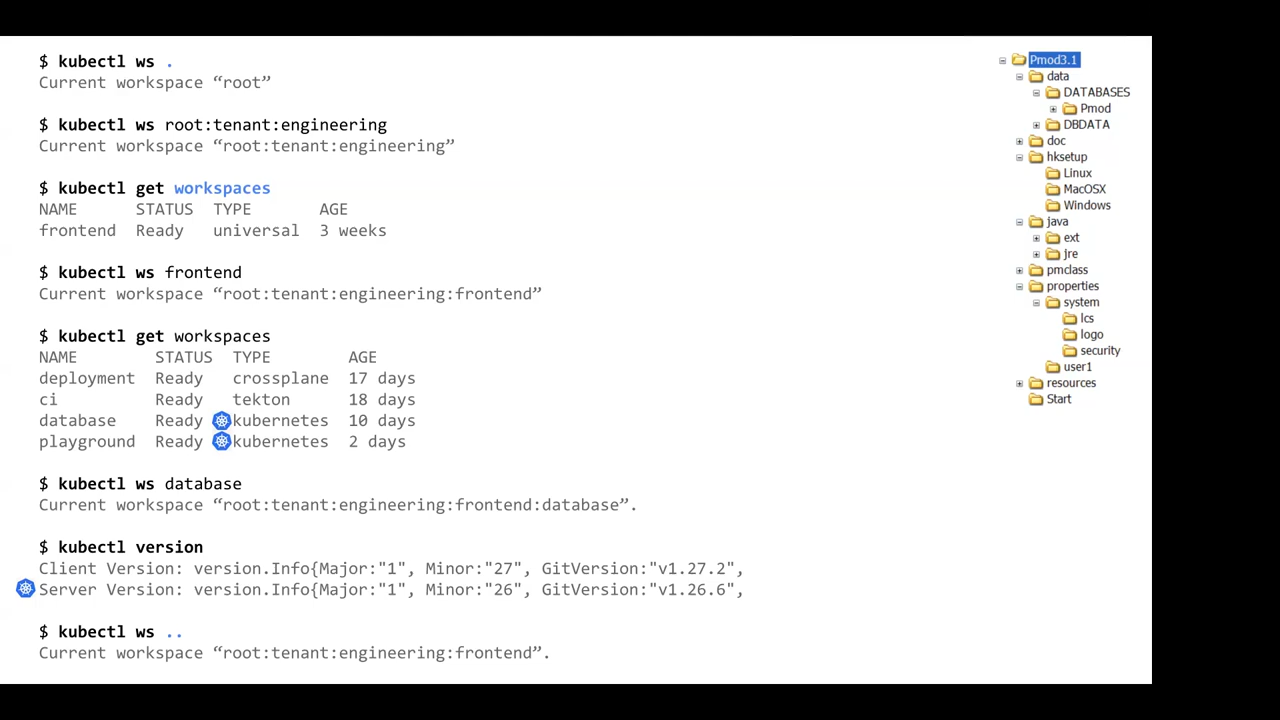 $ kubectl ws .
Current workspace “root”
$ kubectl ws root:tenant:engineering
Current workspace “root:tenant:engineering”
$ kubectl get workspaces
NAME STATUS TYPE AGE
frontend Ready universal 3 weeks
$ kubectl ws frontend
Current workspace “root:tenant:engineering:frontend”
$ kubectl get workspaces
NAME STATUS TYPE AGE
deployment Ready crossplane 17 days
ci Ready tekton 18 days
database Ready kubernetes 10 days
playground Ready kubernetes 2 days
$ kubectl ws database
Current workspace “root:tenant:engineering:frontend:database”.
$ kubectl version
Client Version: version.Info{Major:"1", Minor:"27", GitVersion:"v1.27.2",
Server Version: version.Info{Major:"1", Minor:"26", GitVersion:"v1.26.6",
$ kubectl ws ..
Current workspace “root:tenant:engineering:frontend”.
Pmod3.1
data
DATABASES
Pmod
DBDATA
doc
hksetup
Linux
MacOSX
Windows
java
ext
jre
pmclass
properties
system
lcs
logo
security
user1
resources
Start